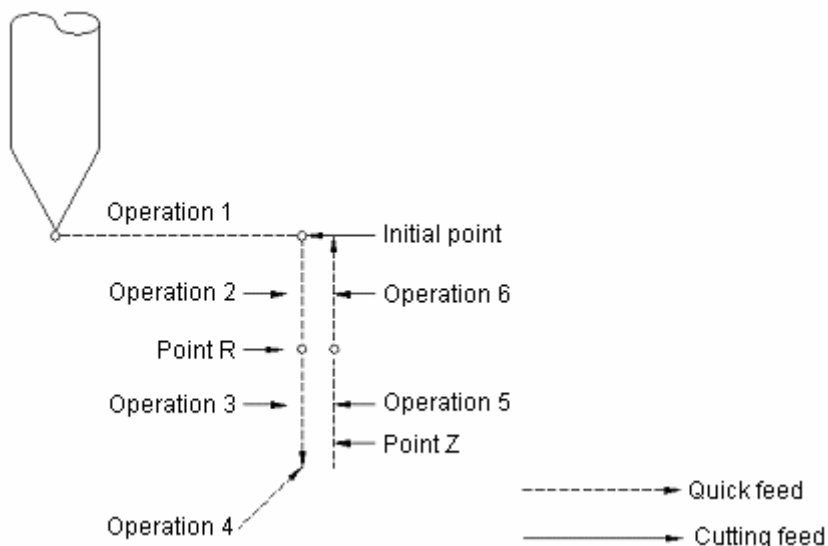 Operation 1
Initial point
Operation 2
Operation 6
Point R
Operation 3
Operation 5
Point Z
Quick feed
Operation 4
Cutting feed